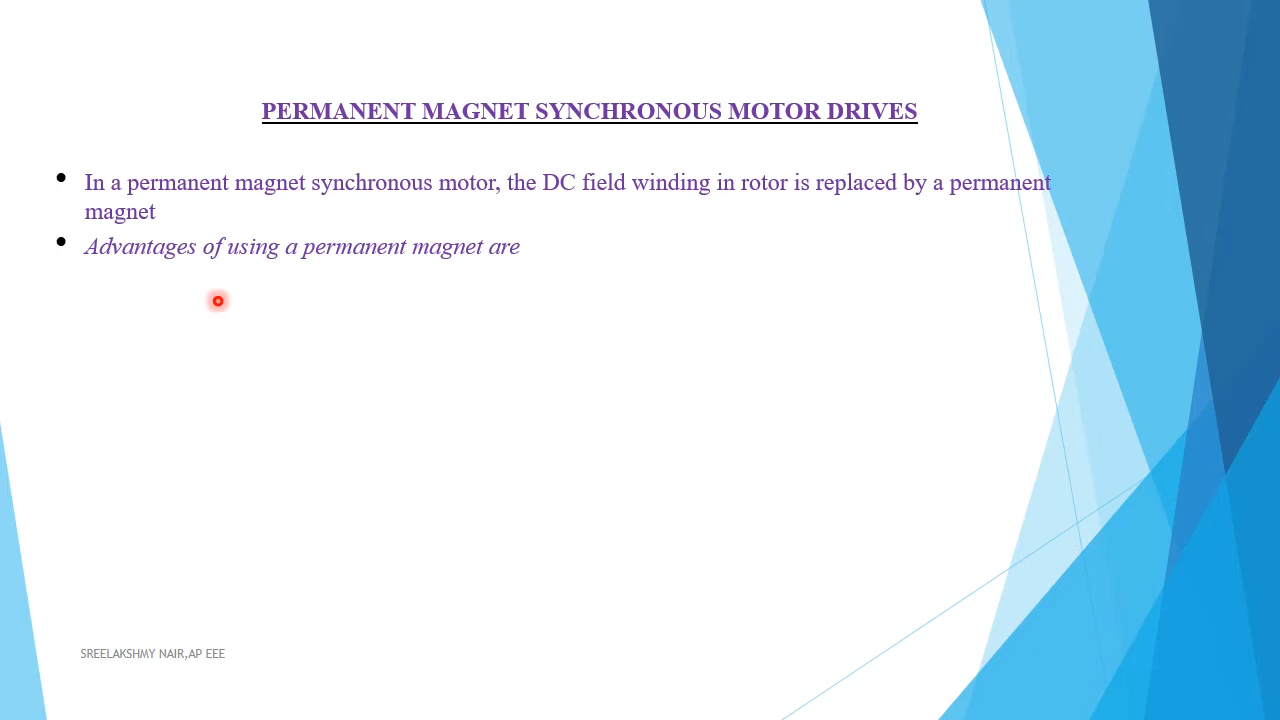 PERMANENT MAGNET SYNCHRONOUS MOTOR DRIVES
• In a permanent magnet synchronous motor, the DC field winding in rotor is replaced by a permanent
magnet
• Advantages of using a permanent magnet are
SREELAKSHMY NAIR,AP EEE